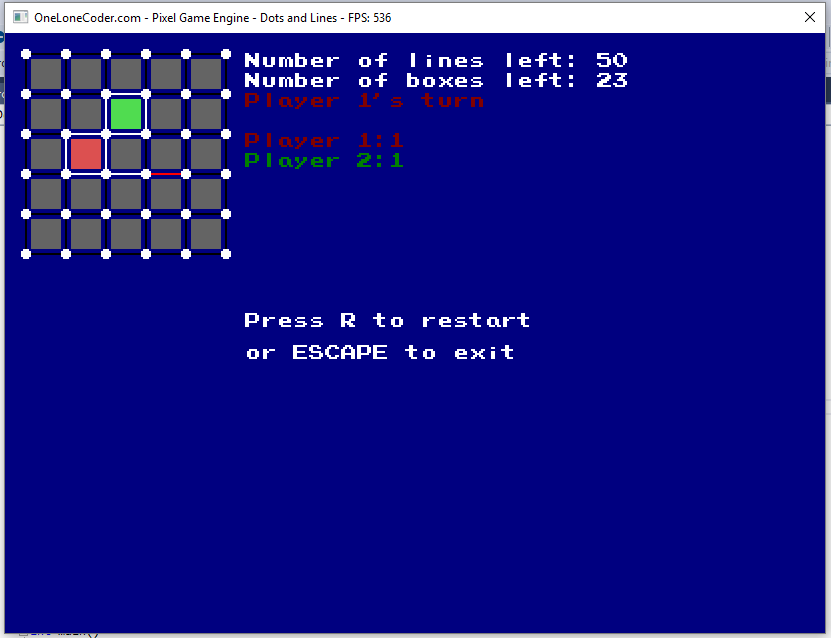 OneLoneCoder.com - Pixel Game Engine - Dots and Lines - FPS: 536
Number of lines left: 50
Number of boxes left: 23
Player 1's turn
Player 1:1
Player 2:1
Press R to restart
or ESCAPE to exit